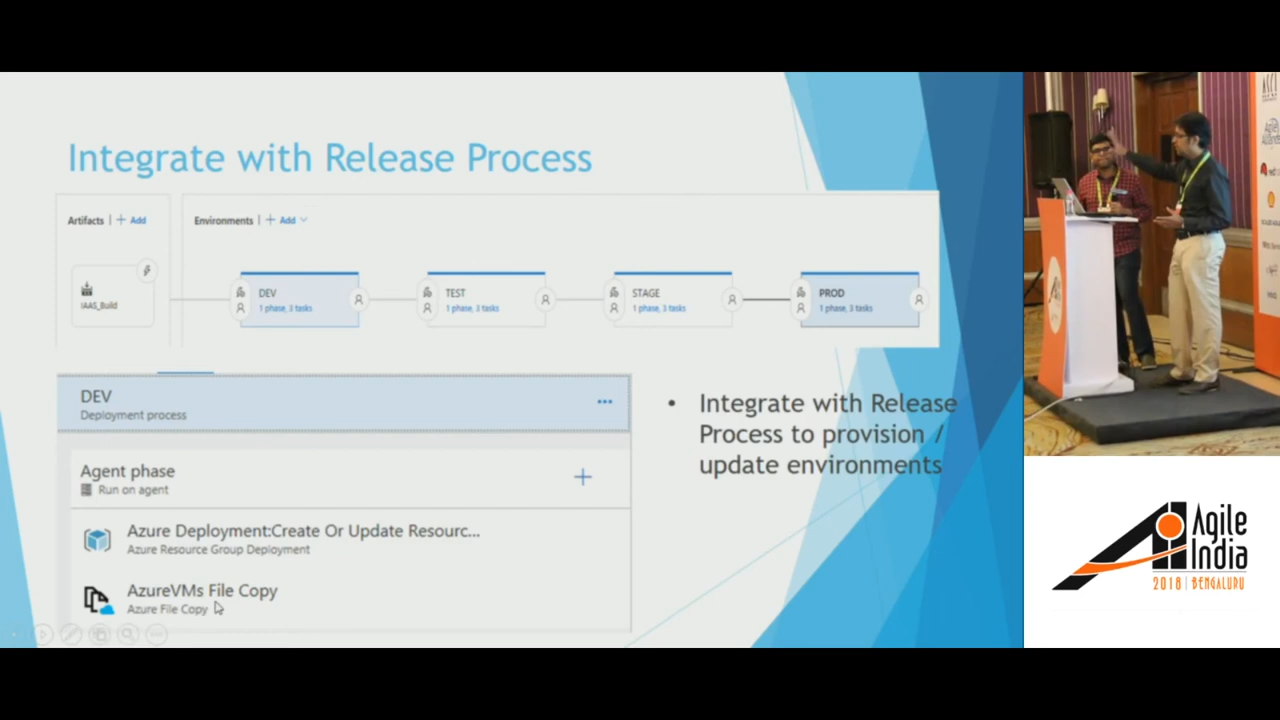 Integrate with Release Process
Artifacts | + Add
Environments | + Add
IAAS_Build
DEV
1 phase, 3 tasks
TEST
1 phase, 3 tasks
STAGE
1 phase, 3 tasks
PROD
1 phase, 3 tasks
DEV
Deployment process
Agent phase
Run on agent
Azure Deployment:Create Or Update Resourc...
Azure Resource Group Deployment
AzureVMs File Copy
Azure File Copy
• Integrate with Release
Process to provision /
update environments
Agile
India
2018 | BENGALURU